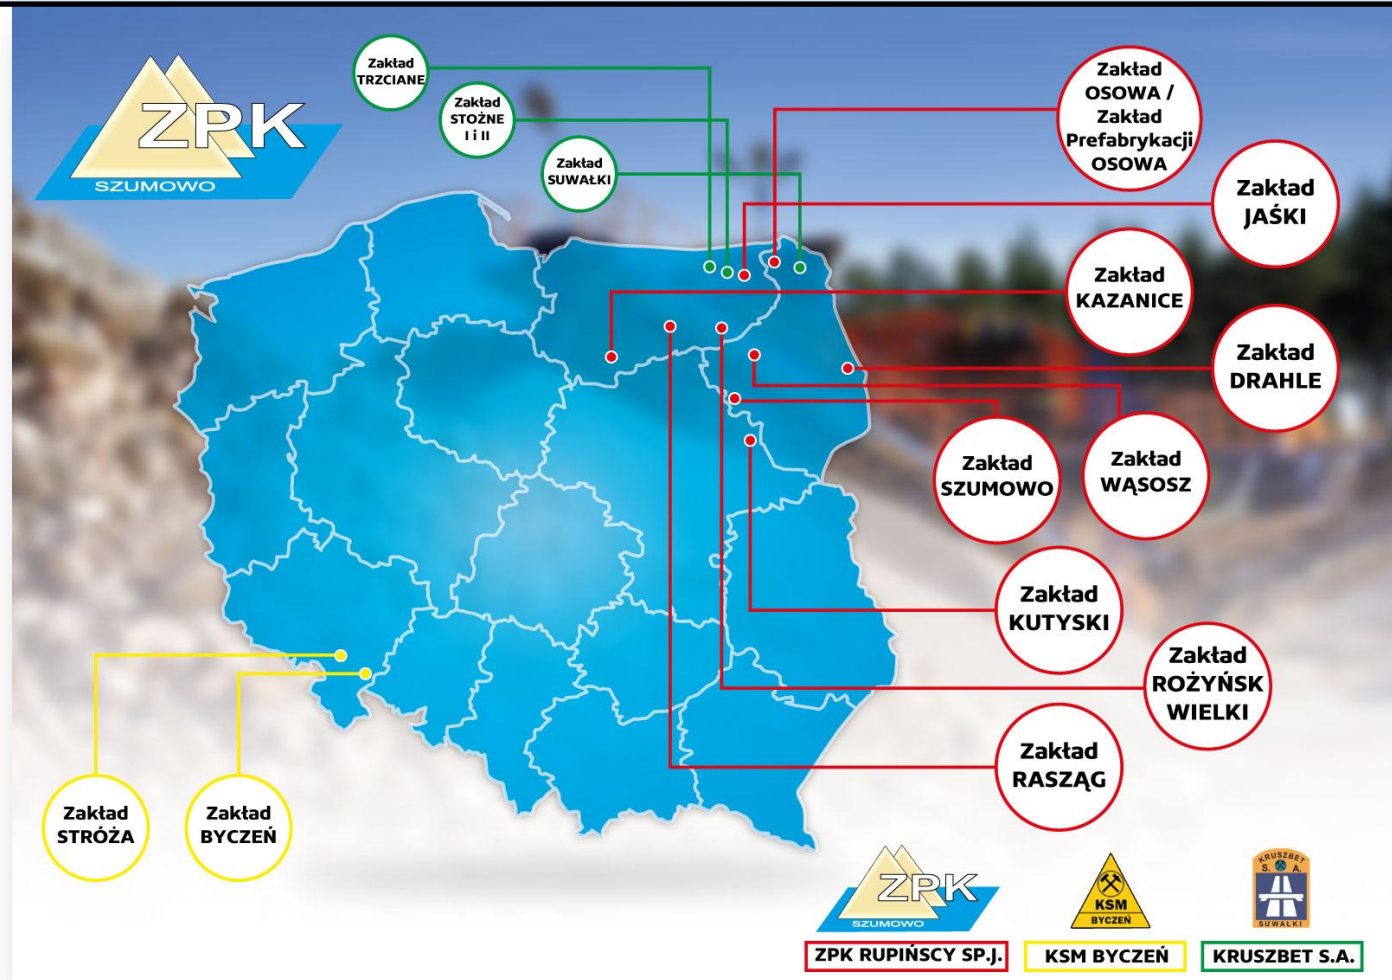 ZPK
SZUMOWO
Zakład
TRZCIANE
Zakład
STOŻNE
I i II
Zakład
SUWAŁKI
Zakład
OSOWA /
Zakład
Prefabrykacji
OSOWA
Zakład
JAŚKI
Zakład
KAZANICE
Zakład
DRAHLE
Zakład
SZUMOWO
Zakład
WĄSOSZ
Zakład
KUTYSKI
Zakład
ROŻYŃSK
WIELKI
Zakład
RASZĄG
Zakład
STRÓŻA
Zakład
BYCZEŃ
ZPK
SZUMOWO
KSM
BYCZEŃ
KRUSZBET
S. A.
SUWAŁKI
ZPK RUPIŃSCY SP.J.
KSM BYCZEŃ
KRUSZBET S.A.